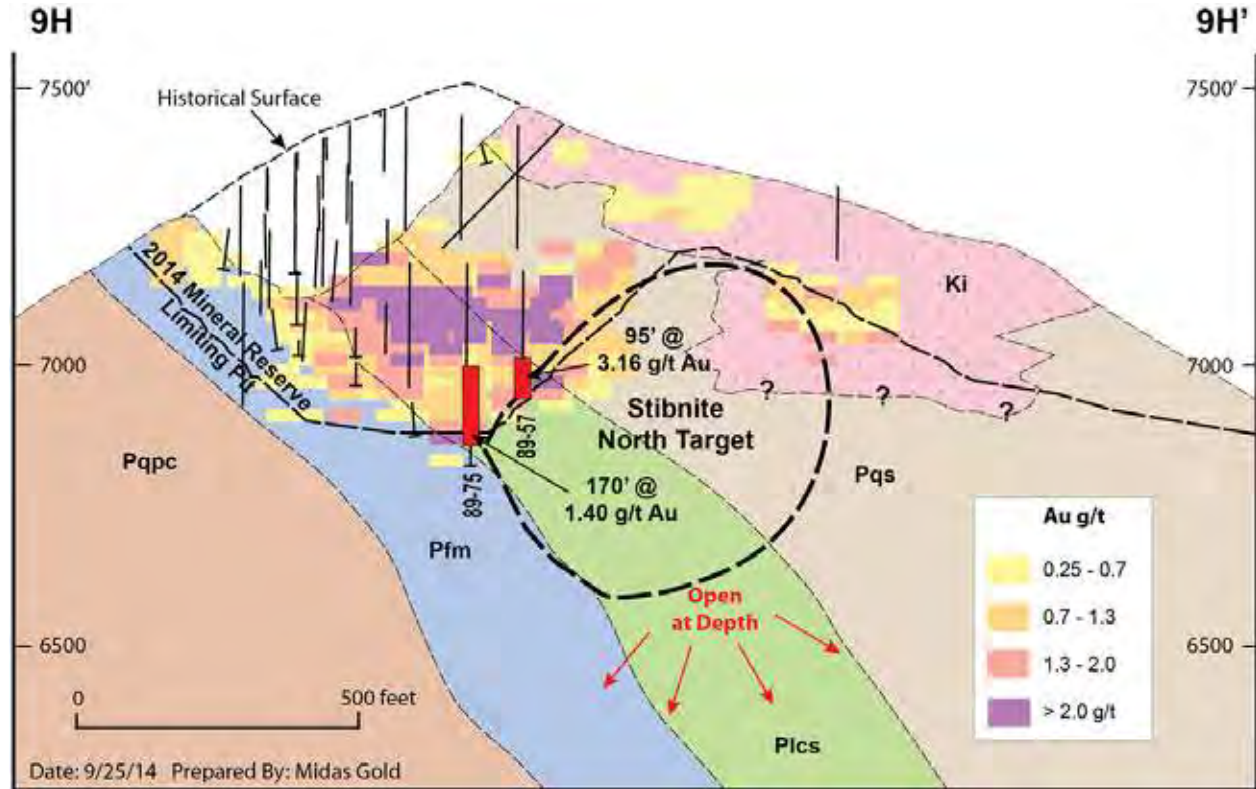 9H
9H'
7500'
7500'
Historical Surface
2014 Mineral Reserve
Limiting Pit
Ki
7000
7000
95' @
3.16 g/t Au
Stibnite
North Target
89-57
89-75
170' @
1.40 g/t Au
?
?
?
Pqpc
Pqs
Pfm
Au g/t
0.25 - 0.7
0.7 - 1.3
1.3 - 2.0
> 2.0 g/t
Open
at Depth
6500
6500
0
500 feet
Plcs
Date: 9/25/14 Prepared By: Midas Gold